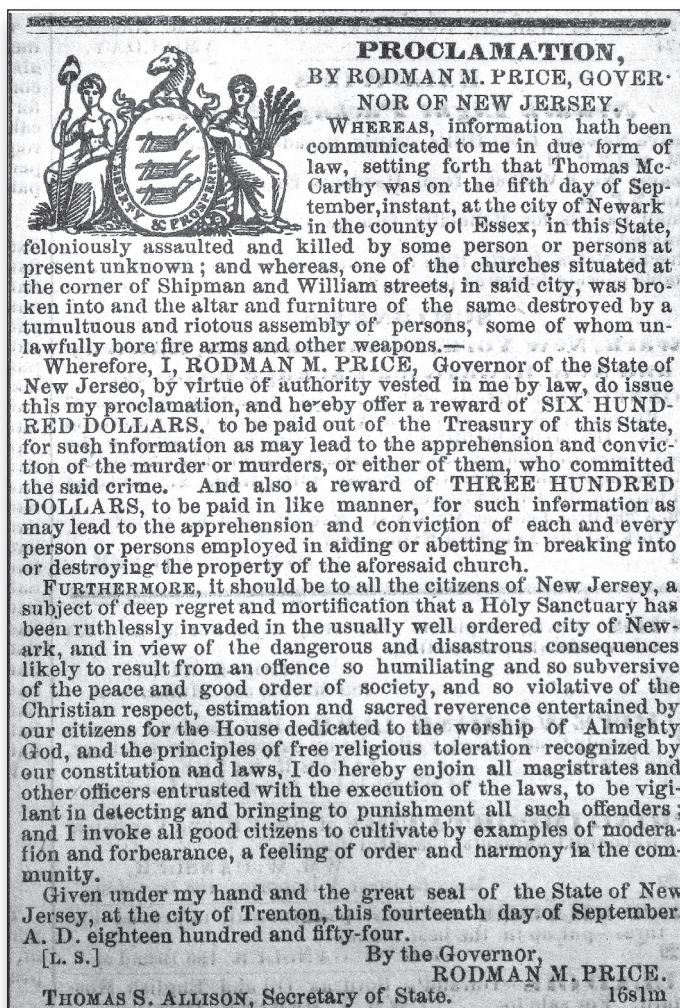 PROCLAMATION,
BY RODMAN M. PRICE, GOVER-
NOR OF NEW JERSEY.
LIBERTY & PROSPERITY
WHEREAS, information hath been
communicated to me in due form of
law, setting forth that Thomas Mc-
Carthy was on the fifth day of Sep-
tember,instant, at the city of Newark
in the county of Essex, in this State,
feloniously assaulted and killed by some person or persons at
present unknown ; and whereas, one of the churches situated at
the corner of Shipman and William streets, in said city, was bro-
ken into and the altar and furniture of the same destroyed by a
tumultuous and riotous assembly of persons, some of whom un-
lawfully bore fire arms and other weapons.—
Wherefore, I, RODMAN M. PRICE, Governor of the State of
New Jerseo, by virtue of authority vested in me by law, do issue
this my proclamation, and hereby offer a reward of SIX HUND-
RED DOLLARS, to be paid out of the Treasury of this State,
for such information as may lead to the apprehension and convic-
tion of the murder or murders, or either of them, who committed
the said crime. And also a reward of THREE HUNDRED
DOLLARS, to be paid in like manner, for such information as
may lead to the apprehension and conviction of each and every
person or persons employed in aiding or abetting in breaking into
or destroying the property of the aforesaid church.
FURTHERMORE, it should be to all the citizens of New Jersey, a
subject of deep regret and mortification that a Holy Sanctuary has
been ruthlessly invaded in the usually well ordered city of New-
ark, and in view of the dangerous and disastrous consequences
likely to result from an offence so humiliating and so subversive
of the peace and good order of society, and so violative of the
Christian respect, estimation and sacred reverence entertained by
our citizens for the House dedicated to the worship of Almighty
God, and the principles of free religious toleration recognized by
our constitution and laws, I do hereby enjoin all magistrates and
other officers entrusted with the execution of the laws, to be vigi-
lant in detecting and bringing to punishment all such offenders ;
and I invoke all good citizens to cultivate by examples of modera-
tion and forbearance, a feeling of order and harmony in the com-
munity.
Given under my hand and the great seal of the State of New
Jersey, at the city of Trenton, this fourteenth day of September
A. D. eighteen hundred and fifty-four.
[L. S.] By the Governor,
RODMAN M. PRICE.
THOMAS S. ALLISON, Secretary of State. 16s1m